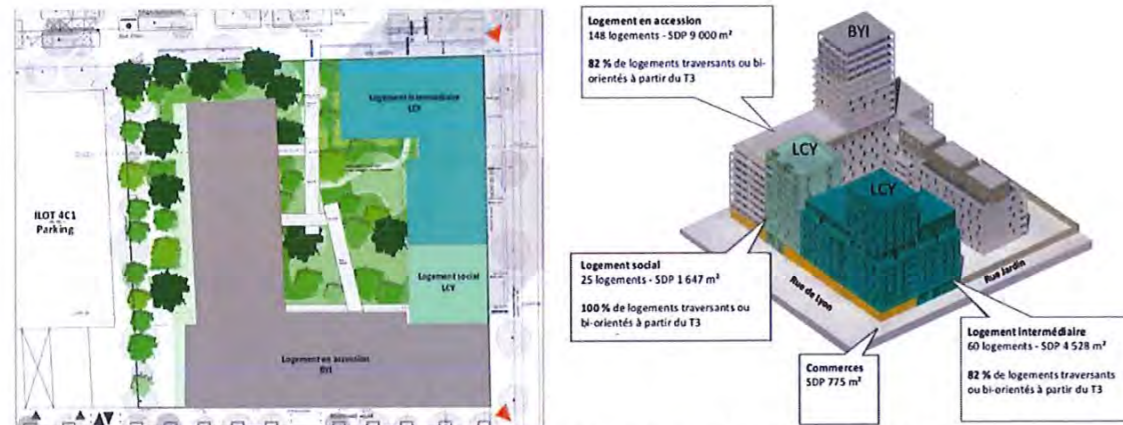 Logement intermédiaire
LCY
ILOT 4C1
Parking
Logement social
LCY
Logement en accession
BYI
Logement en accession
148 logements - SDP 9 000 m²
82 % de logements traversants ou bi-
orientés à partir du T3
BYI
LCY
LCY
Logement social
25 logements - SDP 1 647 m²
100 % de logements traversants ou
bi-orientés à partir du T3
Rue de Lyon
Rue Jardin
Commerces
SDP 775 m²
Logement intermédiaire
60 logements - SDP 4 528 m²
82 % de logements traversants
ou bi-orientés à partir du T3